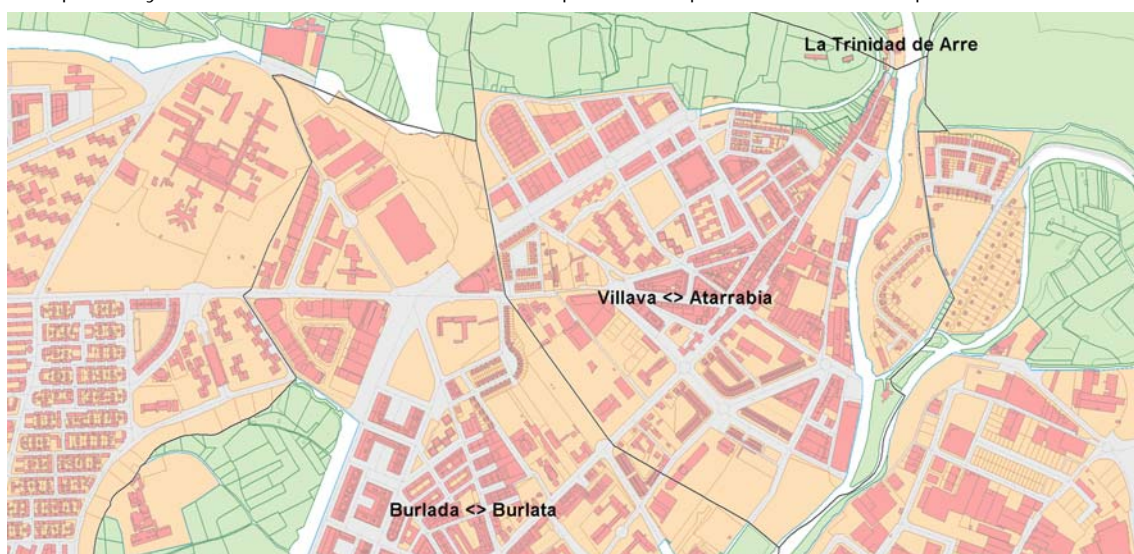 La Trinidad de Arre
Villava <> Atarrabia
Burlada <> Burlata